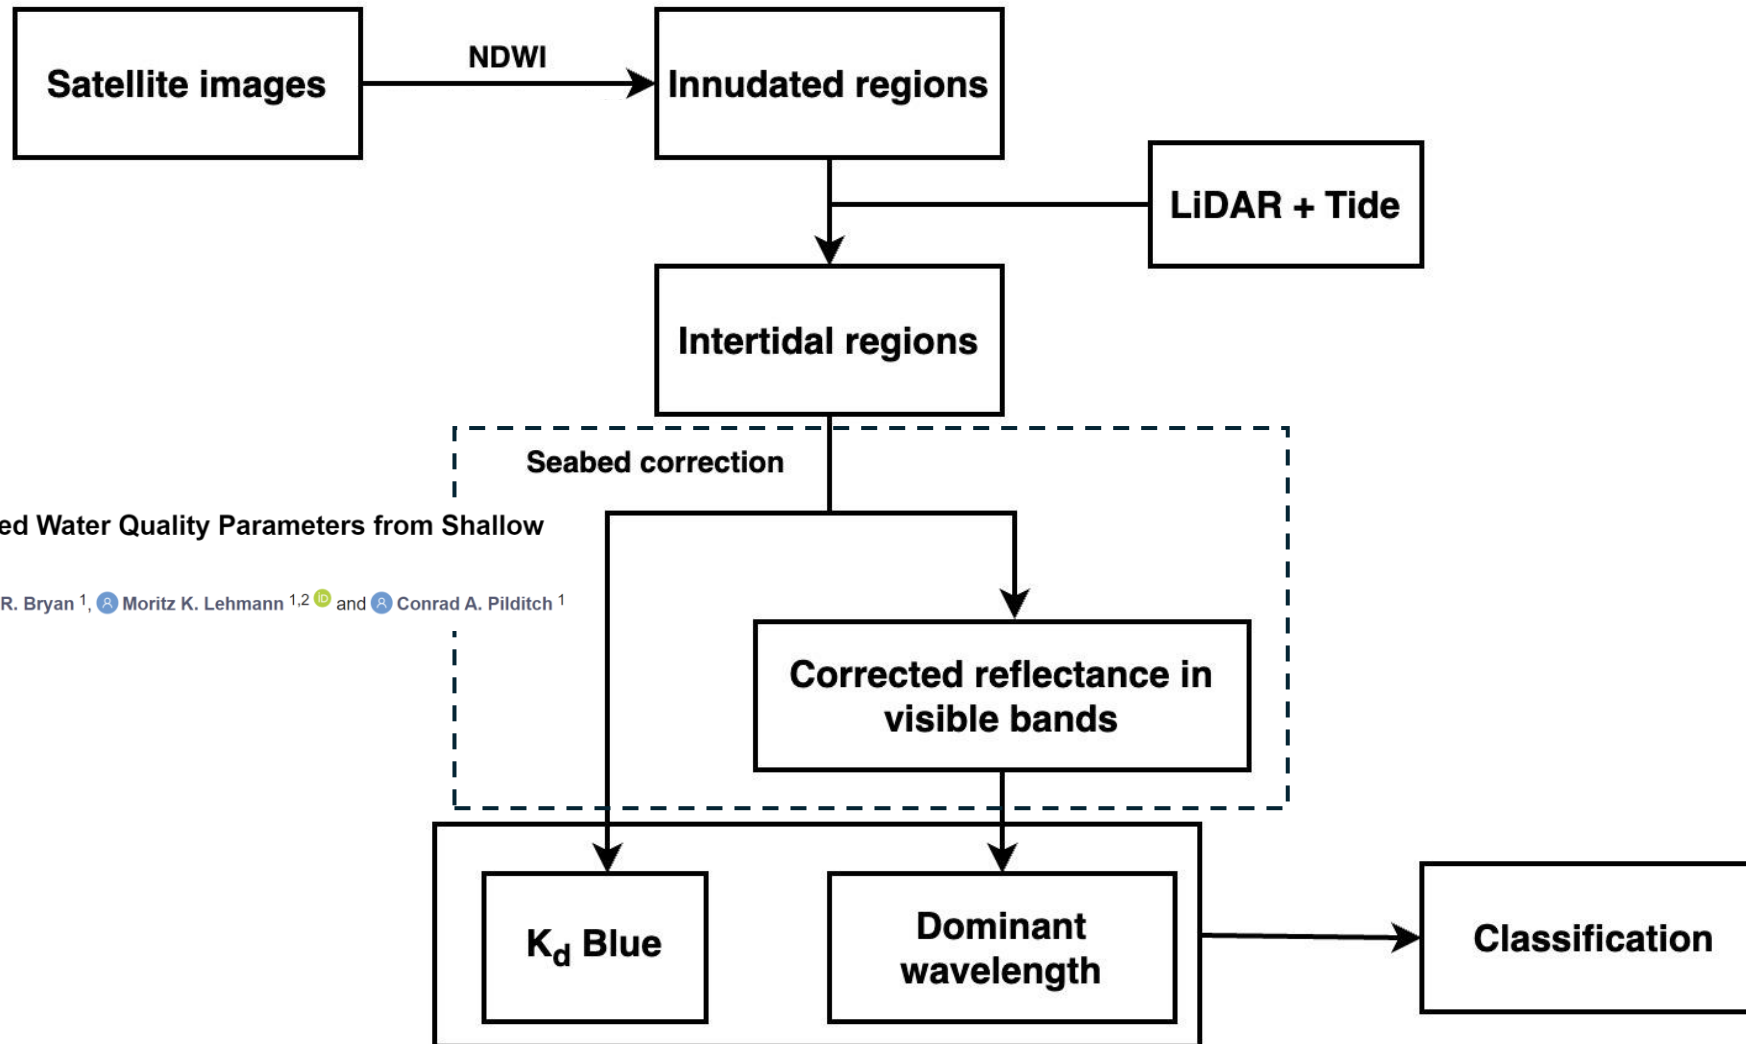 Satellite images
NDWI
Innudated regions
LiDAR + Tide
Intertidal regions
Seabed correction
ed Water Quality Parameters from Shallow
R. Bryan 1, Moritz K. Lehmann 1,2 iD and Conrad A. Pilditch 1
Corrected reflectance in
visible bands
Kd Blue
Dominant
wavelength
Classification